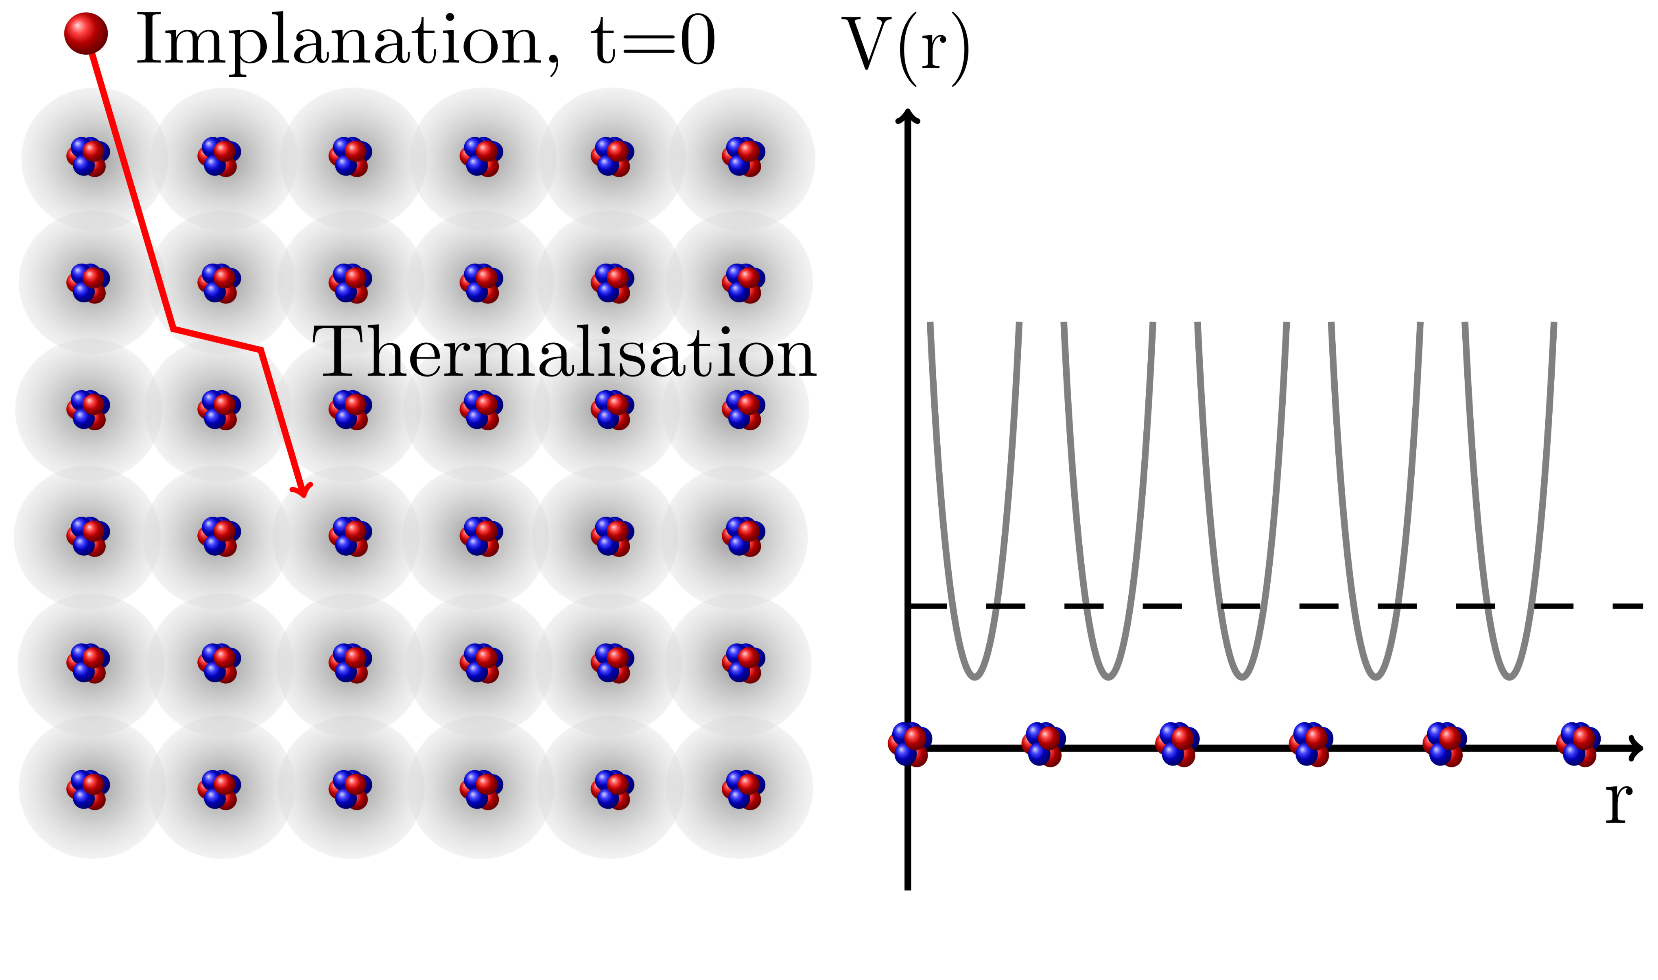 Implanation, t=0
Thermalisation
V(r)
r